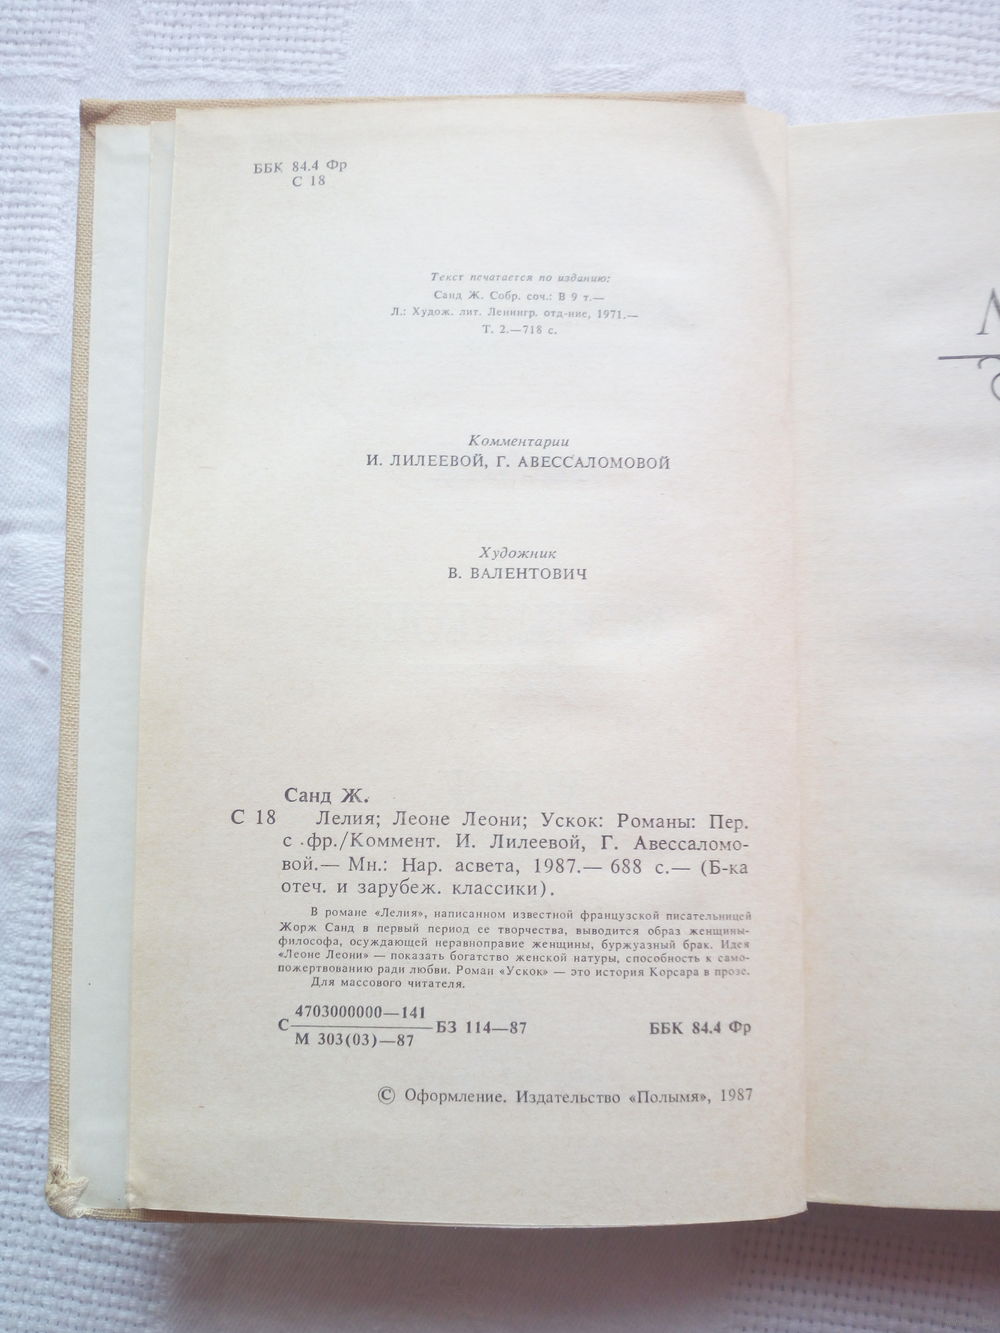 ББК 84.4 Фр
С 18
Текст печатается по изданию:
Санд Ж. Собр. соч.: В 9 т.—
Л.: Худож. лит. Ленингр. отд-ние, 1971.—
Т. 2.—718 с.
Комментарии
И. ЛИЛЕЕВОЙ, Г. АВЕССАЛОМОВОЙ
Художник
В. ВАЛЕНТОВИЧ
Санд Ж.
С 18 Лелия; Леоне Леони; Ускок: Романы: Пер.
с фр./Коммент. И. Лилеевой, Г. Авессаломо-
вой.— Мн.: Нар. асвета, 1987.— 688 с.— (Б-ка
отеч. и зарубеж. классики).
В романе «Лелия», написанном известной французской писательницей
Жорж Санд в первый период ее творчества, выводится образ женщины-
философа, осуждающей неравноправие женщины, буржуазный брак. Идея
«Леоне Леони» — показать богатство женской натуры, способность к само-
пожертвованию ради любви. Роман «Ускок» — это история Корсара в прозе.
Для массового читателя.
4703000000—141
С БЗ 114—87 ББК 84.4 Фр
М 303(03)—87
© Оформление. Издательство «Полымя», 1987